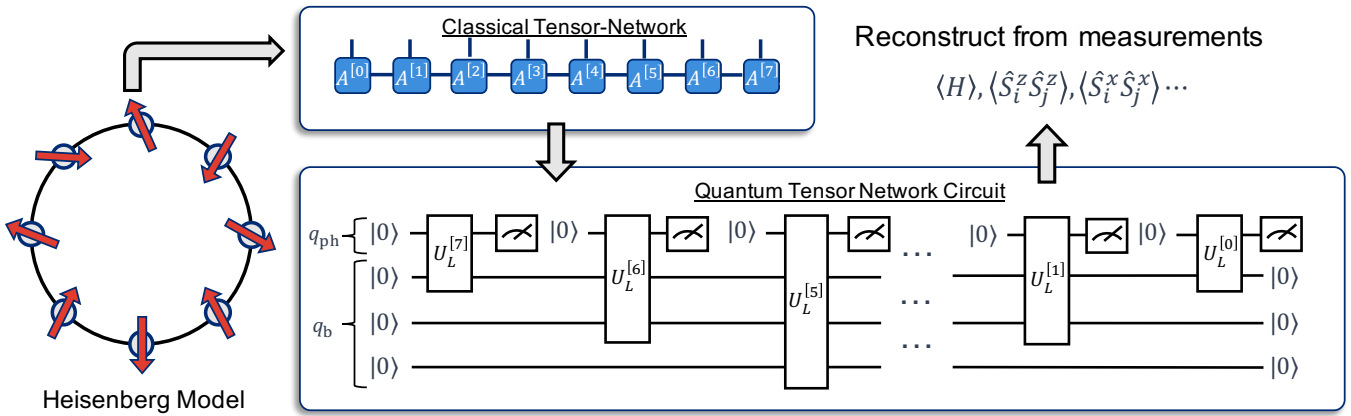 Classical Tensor-Network
A^[0] A^[1] A^[2] A^[3] A^[4] A^[5] A^[6] A^[7]
Reconstruct from measurements
⟨H⟩, ⟨Ŝ_i^z Ŝ_j^z⟩, ⟨Ŝ_i^x Ŝ_j^x⟩ ⋯
Heisenberg Model
Quantum Tensor Network Circuit
q_ph |0⟩ U_L^[7] |0⟩ U_L^[6] |0⟩ U_L^[5] ... |0⟩ U_L^[1] |0⟩ U_L^[0]
q_b |0⟩ ... |0⟩
|0⟩ ... |0⟩
|0⟩ |0⟩